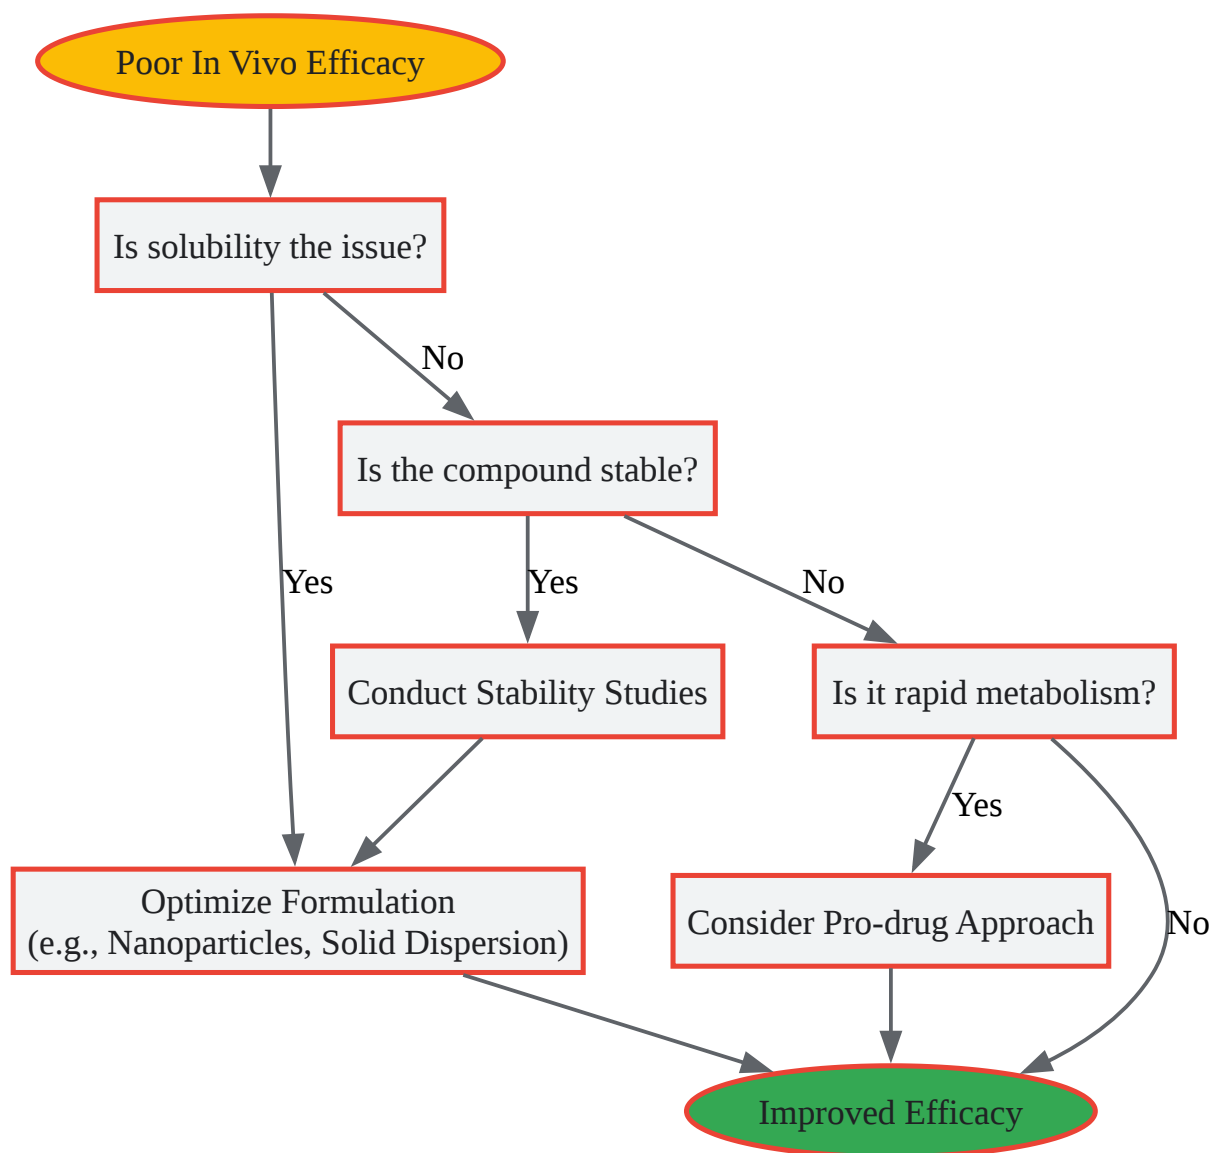 Poor In Vivo Efficacy
Is solubility the issue?
No
Is the compound stable?
Yes
Yes
No
Conduct Stability Studies
Is it rapid metabolism?
Yes
Optimize Formulation
(e.g., Nanoparticles, Solid Dispersion)
Consider Pro-drug Approach
No
Improved Efficacy